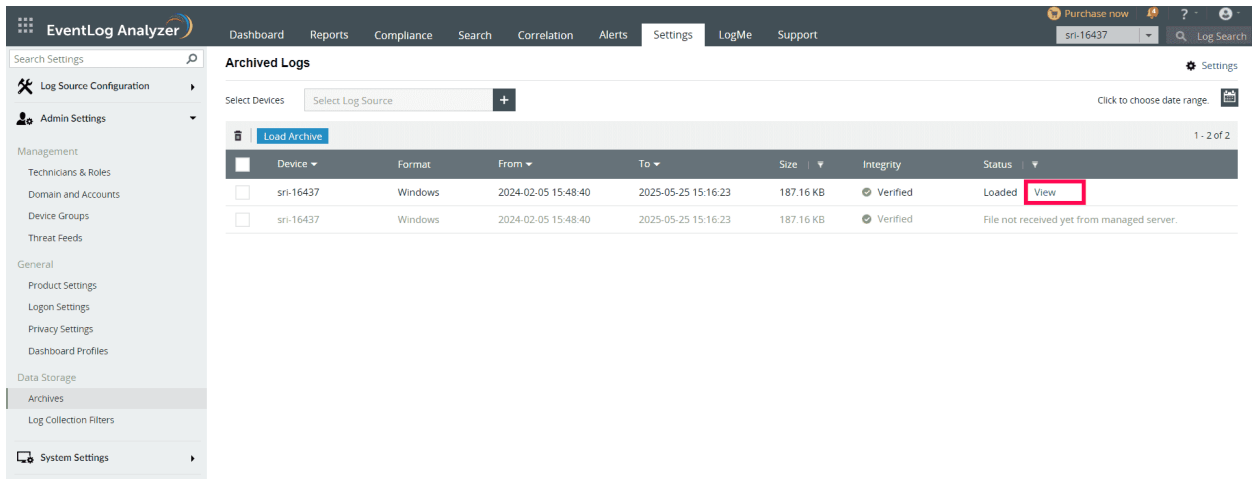 EventLog Analyzer
Purchase now 4 ?
Dashboard Reports Compliance Search Correlation Alerts Settings LogMe Support
sri-16437 Log Search
Search Settings
Log Source Configuration
Admin Settings
Management
Technicians & Roles
Domain and Accounts
Device Groups
Threat Feeds
General
Product Settings
Logon Settings
Privacy Settings
Dashboard Profiles
Data Storage
Archives
Log Collection Filters
System Settings
Archived Logs
Settings
Select Devices Select Log Source + Click to choose date range.
Load Archive 1 - 2 of 2
Device Format From To Size Integrity Status
sri-16437 Windows 2024-02-05 15:48:40 2025-05-25 15:16:23 187.16 KB Verified Loaded View
sri-16437 Windows 2024-02-05 15:48:40 2025-05-25 15:16:23 187.16 KB Verified File not received yet from managed server.